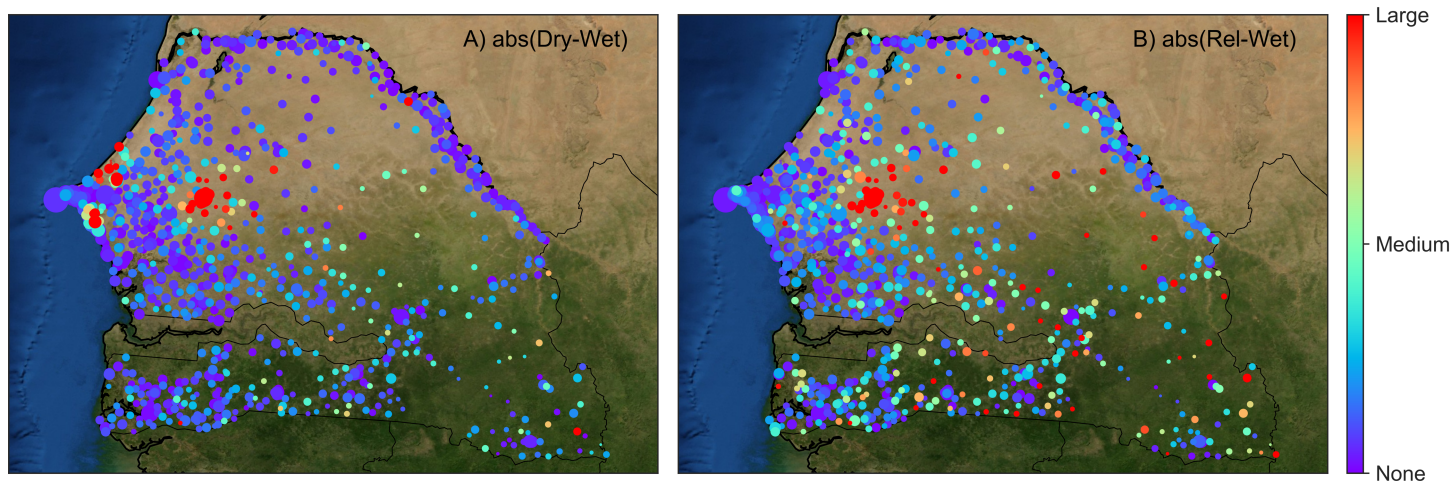 A) abs(Dry-Wet)
B) abs(Rel-Wet)
Large
Medium
None